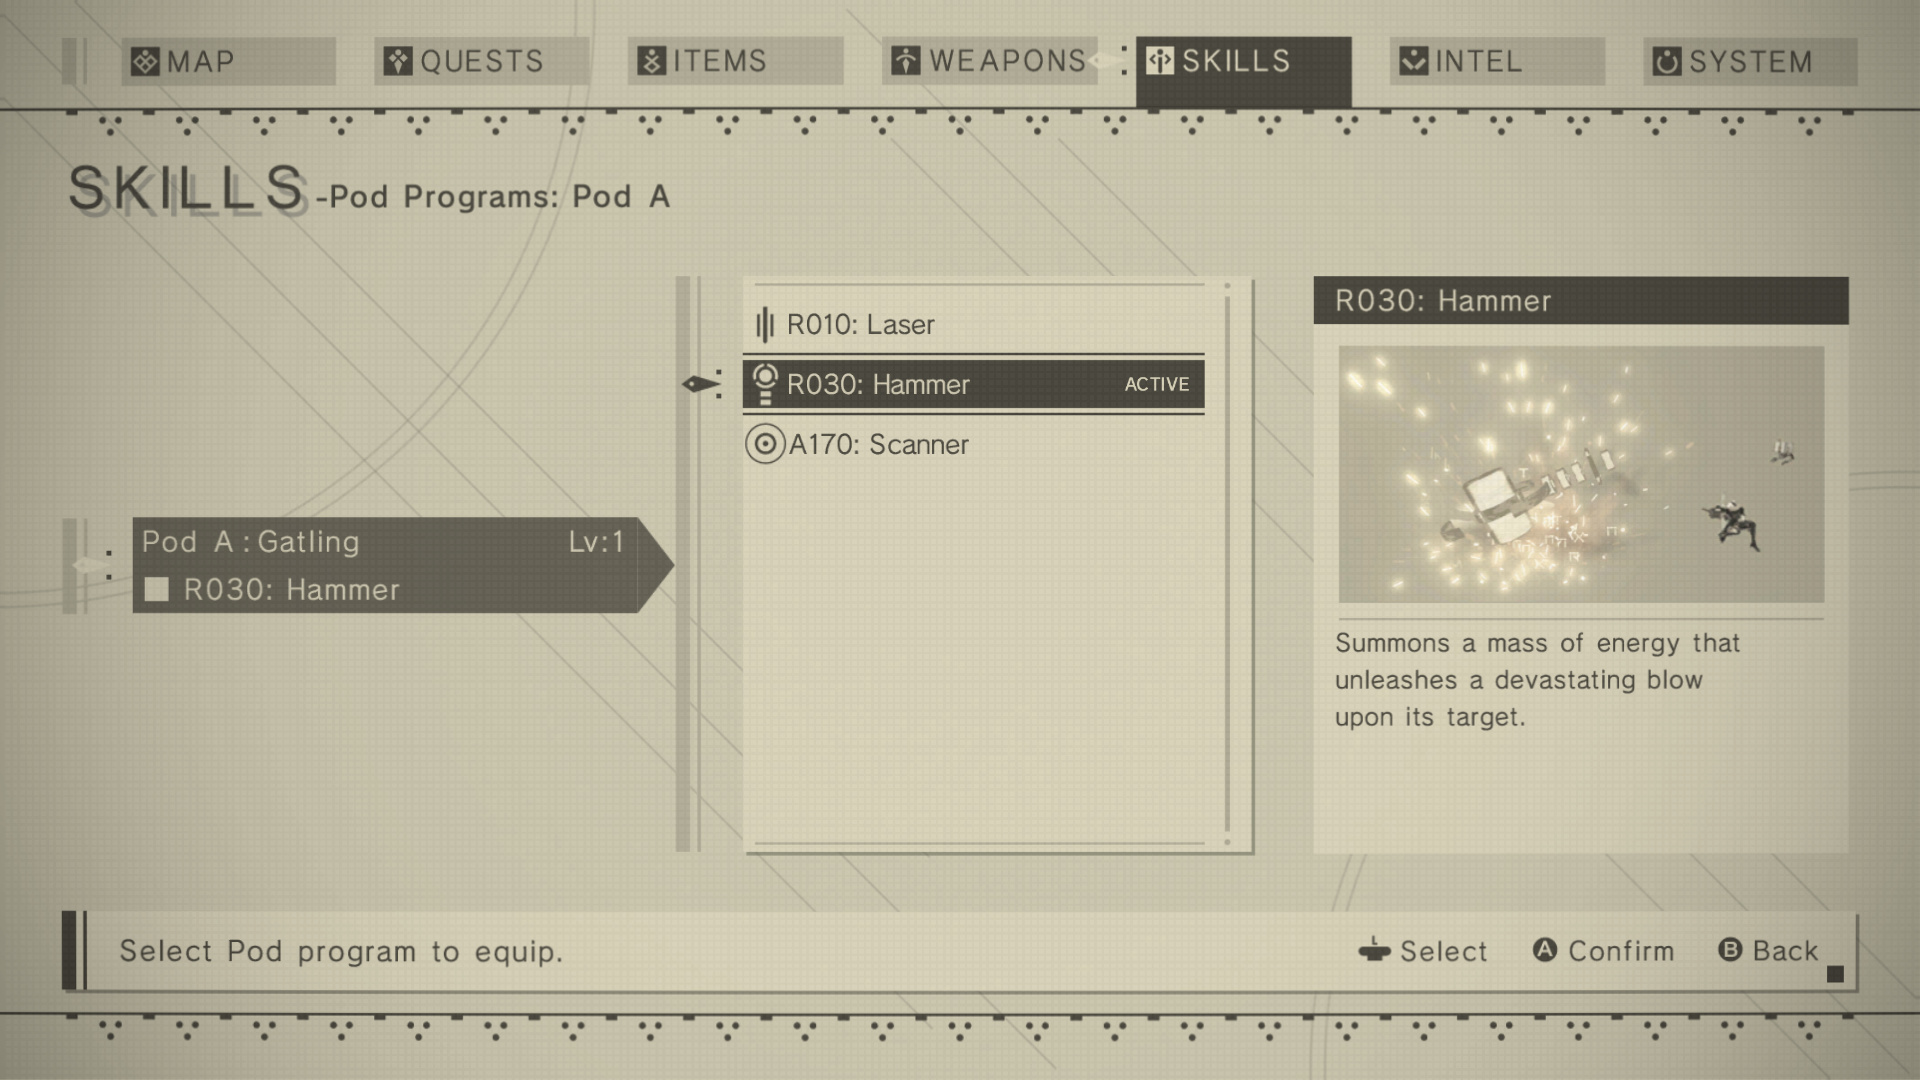 MAP
QUESTS
ITEMS
WEAPONS
SKILLS
INTEL
SYSTEM
SKILLS -Pod Programs: Pod A
Pod A : Gatling Lv:1
R030: Hammer
R010: Laser
R030: Hammer ACTIVE
A170: Scanner
R030: Hammer
Summons a mass of energy that
unleashes a devastating blow
upon its target.
Select Pod program to equip.
L Select
A Confirm
B Back